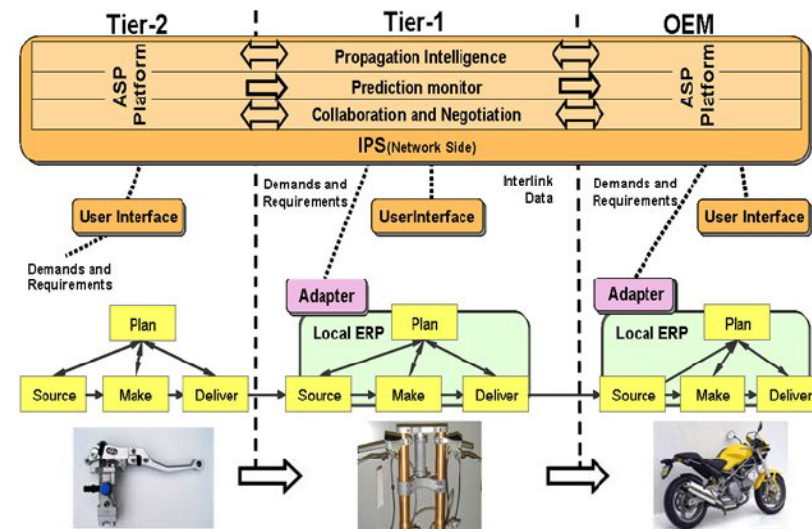 Tier-2
Tier-1
OEM
ASP
Platform
Propagation Intelligence
Prediction monitor
Collaboration and Negotiation
ASP
Platform
IPS(Network Side)
User Interface
Demands and
Requirements
Demands and
Requirements
UserInterface
Interlink
Data
Demands and
Requirements
User Interface
Adapter
Adapter
Plan
Local ERP
Plan
Local ERP
Plan
Source
Make
Deliver
Source
Make
Deliver
Source
Make
Deliver